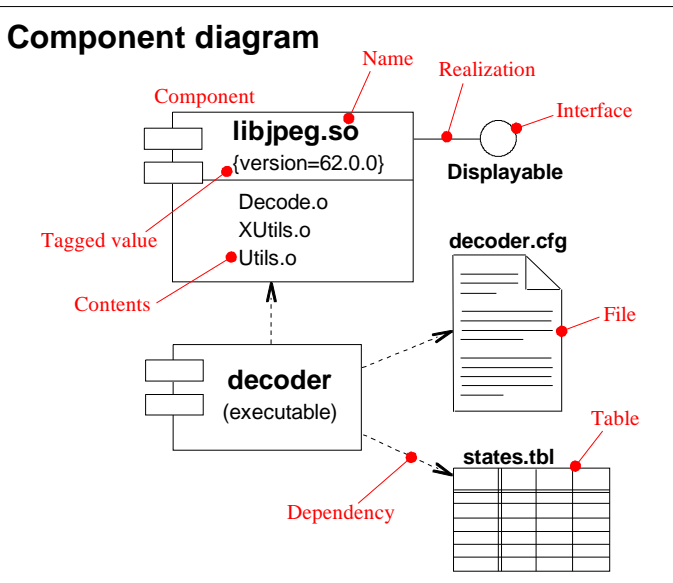 Component diagram
Name
Realization
Component
Interface
libjpeg.so
{version=62.0.0}
Displayable
Decode.o
XUtils.o
Utils.o
Tagged value
decoder.cfg
Contents
File
decoder
(executable)
Table
states.tbl
Dependency